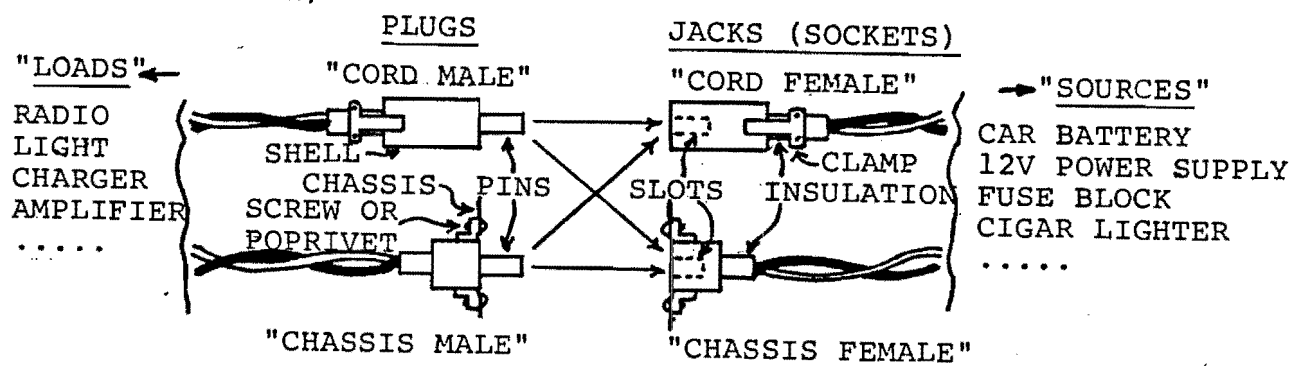 PLUGS
JACKS (SOCKETS)
"LOADS"
"CORD MALE"
"CORD FEMALE"
"SOURCES"
RADIO
LIGHT
CHARGER
AMPLIFIER
.....
SHELL
CHASSIS
PINS
SCREW OR
POPRIVET
SLOTS
CLAMP
INSULATION
CAR BATTERY
12V POWER SUPPLY
FUSE BLOCK
CIGAR LIGHTER
.....
"CHASSIS MALE"
"CHASSIS FEMALE"